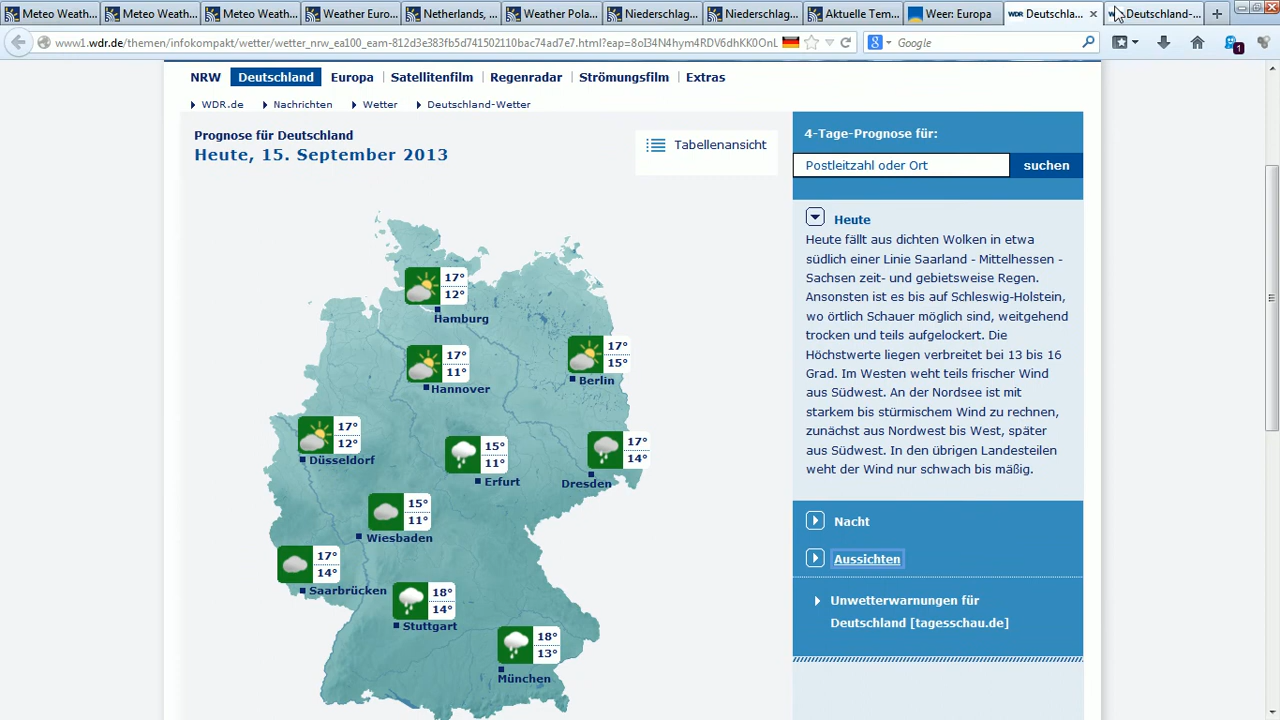 Meteo Weath...
Meteo Weath...
Meteo Weath...
Weather Euro...
Netherlands, ...
Weather Pola...
Niederschlag...
Niederschlag...
Aktuelle Tem...
Weer: Europa
WDR Deutschla...
Deutschland-...
www1.wdr.de/themen/infokompakt/wetter/wetter_nrw_ea100_eam-812d3e383fb5d741502110bac74ad7e7.html?eap=8oI34N4hym4RDV6dhKK0OnL
Google
1
NRW Deutschland Europa Satellitenfilm Regenradar Strömungsfilm Extras
WDR.de Nachrichten Wetter Deutschland-Wetter
Prognose für Deutschland
Heute, 15. September 2013
Tabellenansicht
17°
12°
Hamburg
17°
11°
Hannover
17°
15°
Berlin
17°
12°
Düsseldorf
15°
11°
Erfurt
17°
14°
Dresden
15°
11°
Wiesbaden
17°
14°
Saarbrücken
18°
14°
Stuttgart
18°
13°
München
4-Tage-Prognose für:
Postleitzahl oder Ort suchen
Heute
Heute fällt aus dichten Wolken in etwa
südlich einer Linie Saarland - Mittelhessen -
Sachsen zeit- und gebietsweise Regen.
Ansonsten ist es bis auf Schleswig-Holstein,
wo örtlich Schauer möglich sind, weitgehend
trocken und teils aufgelockert. Die
Höchstwerte liegen verbreitet bei 13 bis 16
Grad. Im Westen weht teils frischer Wind
aus Südwest. An der Nordsee ist mit
starkem bis stürmischem Wind zu rechnen,
zunächst aus Nordwest bis West, später
aus Südwest. In den übrigen Landesteilen
weht der Wind nur schwach bis mäßig.
Nacht
Aussichten
Unwetterwarnungen für
Deutschland [tagesschau.de]